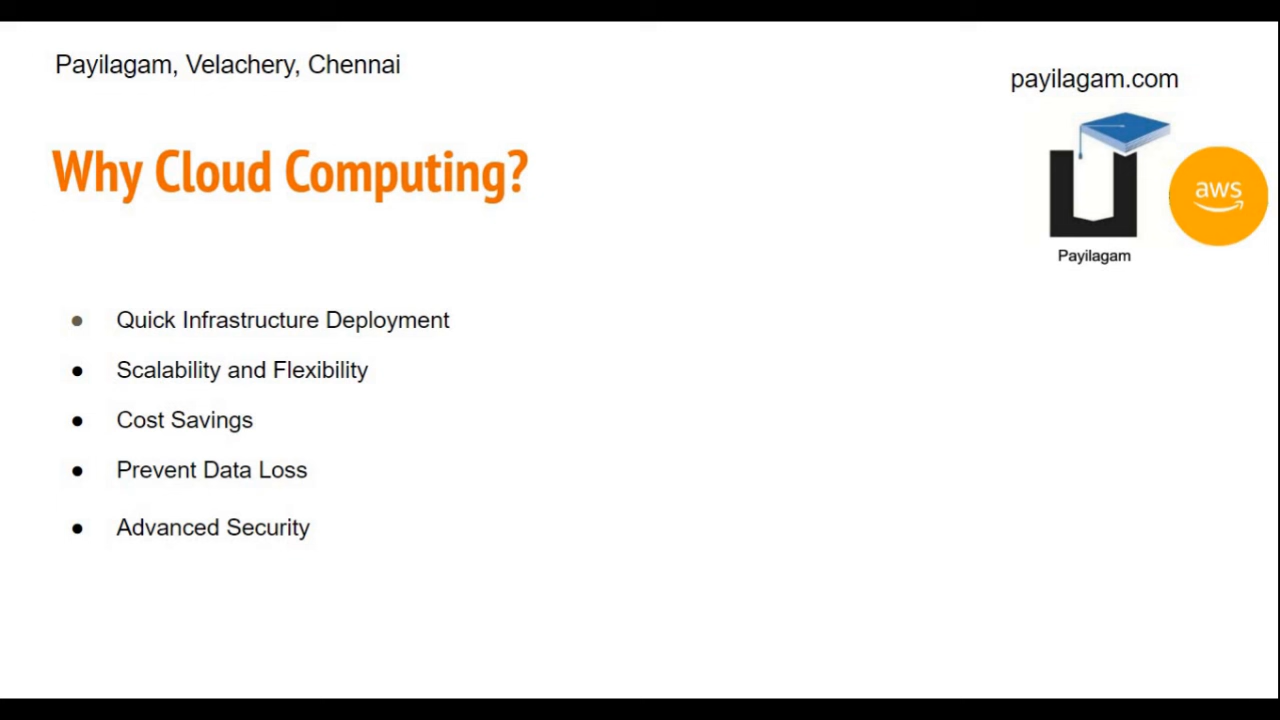 Payilagam, Velachery, Chennai
payilagam.com
Why Cloud Computing?
aws
Payilagam
● Quick Infrastructure Deployment
● Scalability and Flexibility
● Cost Savings
● Prevent Data Loss
● Advanced Security